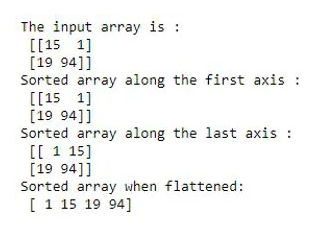 The input array is :
 [[15  1]
 [19 94]]
Sorted array along the first axis :
 [[15  1]
 [19 94]]
Sorted array along the last axis :
 [[ 1 15]
 [19 94]]
Sorted array when flattened:
 [ 1 15 19 94]